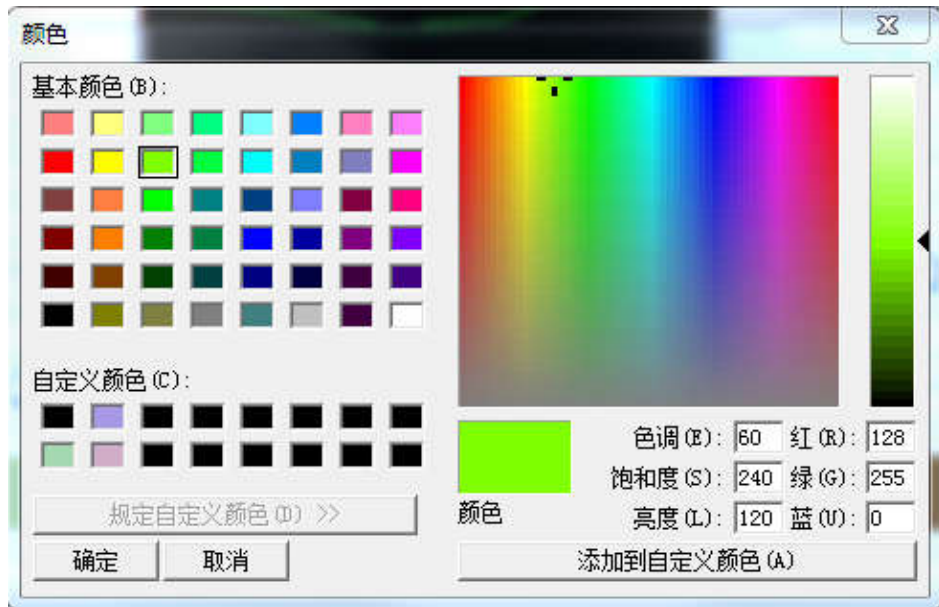 颜色
基本颜色(B):
自定义颜色(C):
规定自定义颜色(D) >>
确定 取消
颜色
色调(E): 60 红(R): 128
饱和度(S): 240 绿(G): 255
亮度(L): 120 蓝(U): 0
添加到自定义颜色(A)